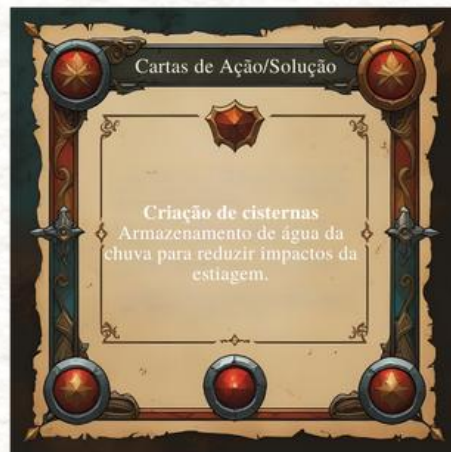 Cartas de Ação/Solução
Criação de cisternas
Armazenamento de água da
chuva para reduzir impactos da
estiagem.